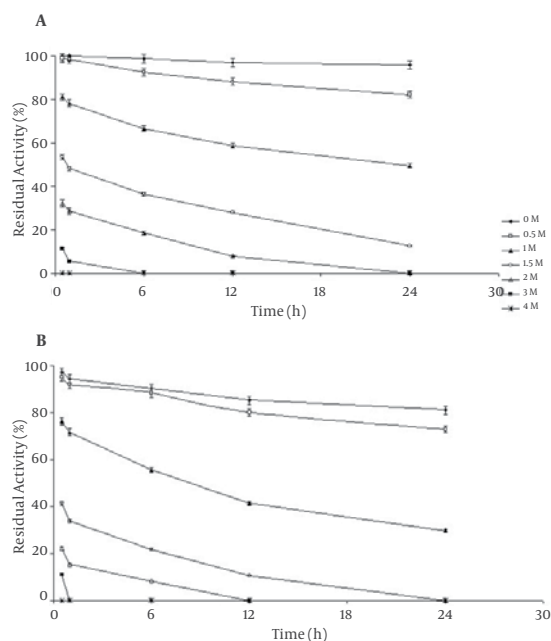 A
Residual Activity (%)
100
80
60
40
20
0
0 6 12 18 24 30
Time (h)
0 M
0.5 M
1 M
1.5 M
2 M
3 M
4 M
B
Residual Activity (%)
100
80
60
40
20
0
0 6 12 18 24 30
Time (h)